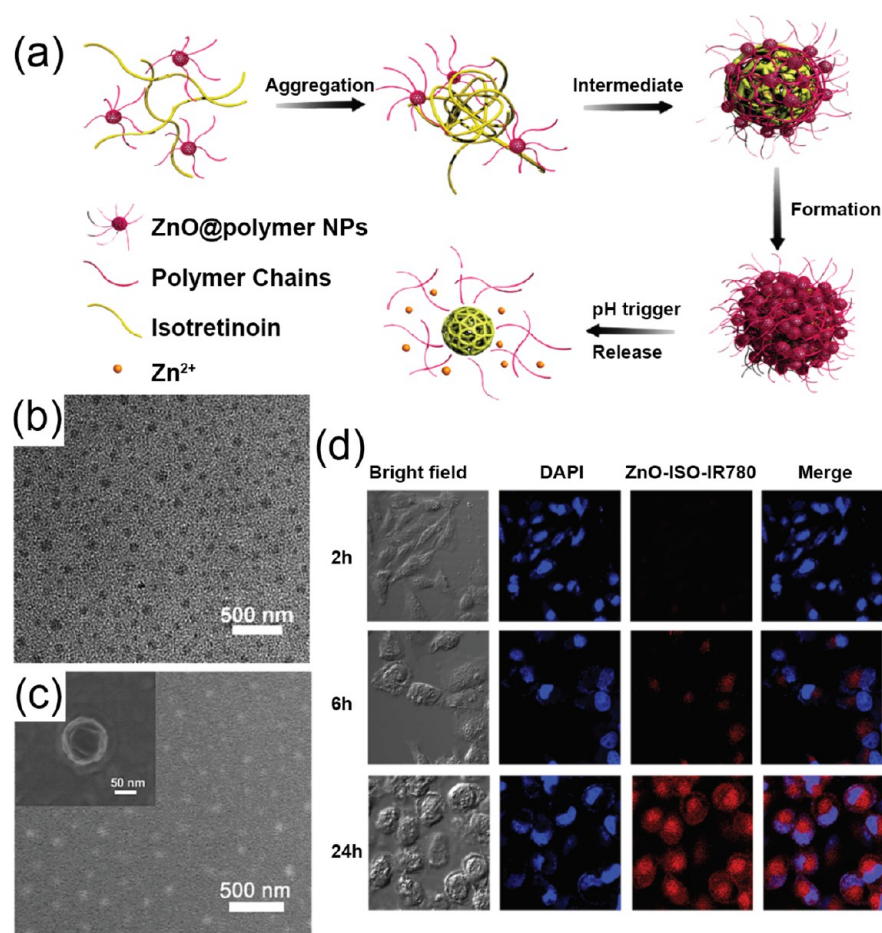 (a)
Aggregation
Intermediate
Formation
ZnO@polymer NPs
Polymer Chains
Isotretinoin
Zn²⁺
pH trigger
Release
(b)
500 nm
(c)
50 nm
500 nm
(d)
Bright field DAPI ZnO-ISO-IR780 Merge
2h
6h
24h